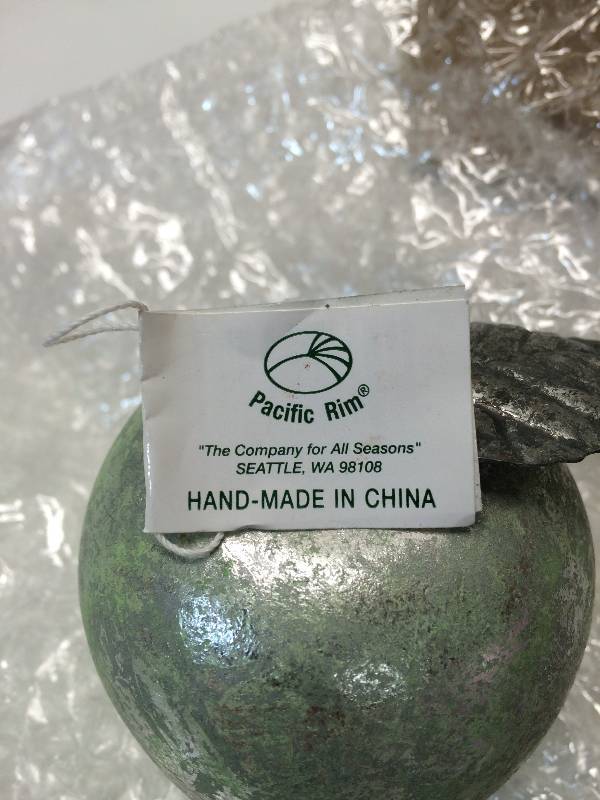 Pacific Rim®
"The Company for All Seasons"
SEATTLE, WA 98108
HAND-MADE IN CHINA